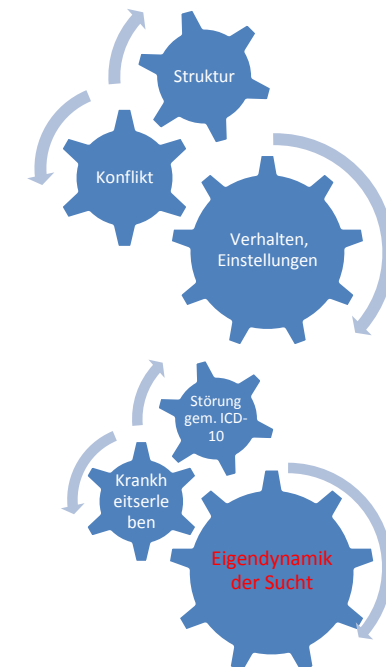 Struktur
Konflikt
Verhalten,
Einstellungen
Störung
gem. ICD-
10
Krankh
eitserle
ben
Eigendynamik
der Sucht